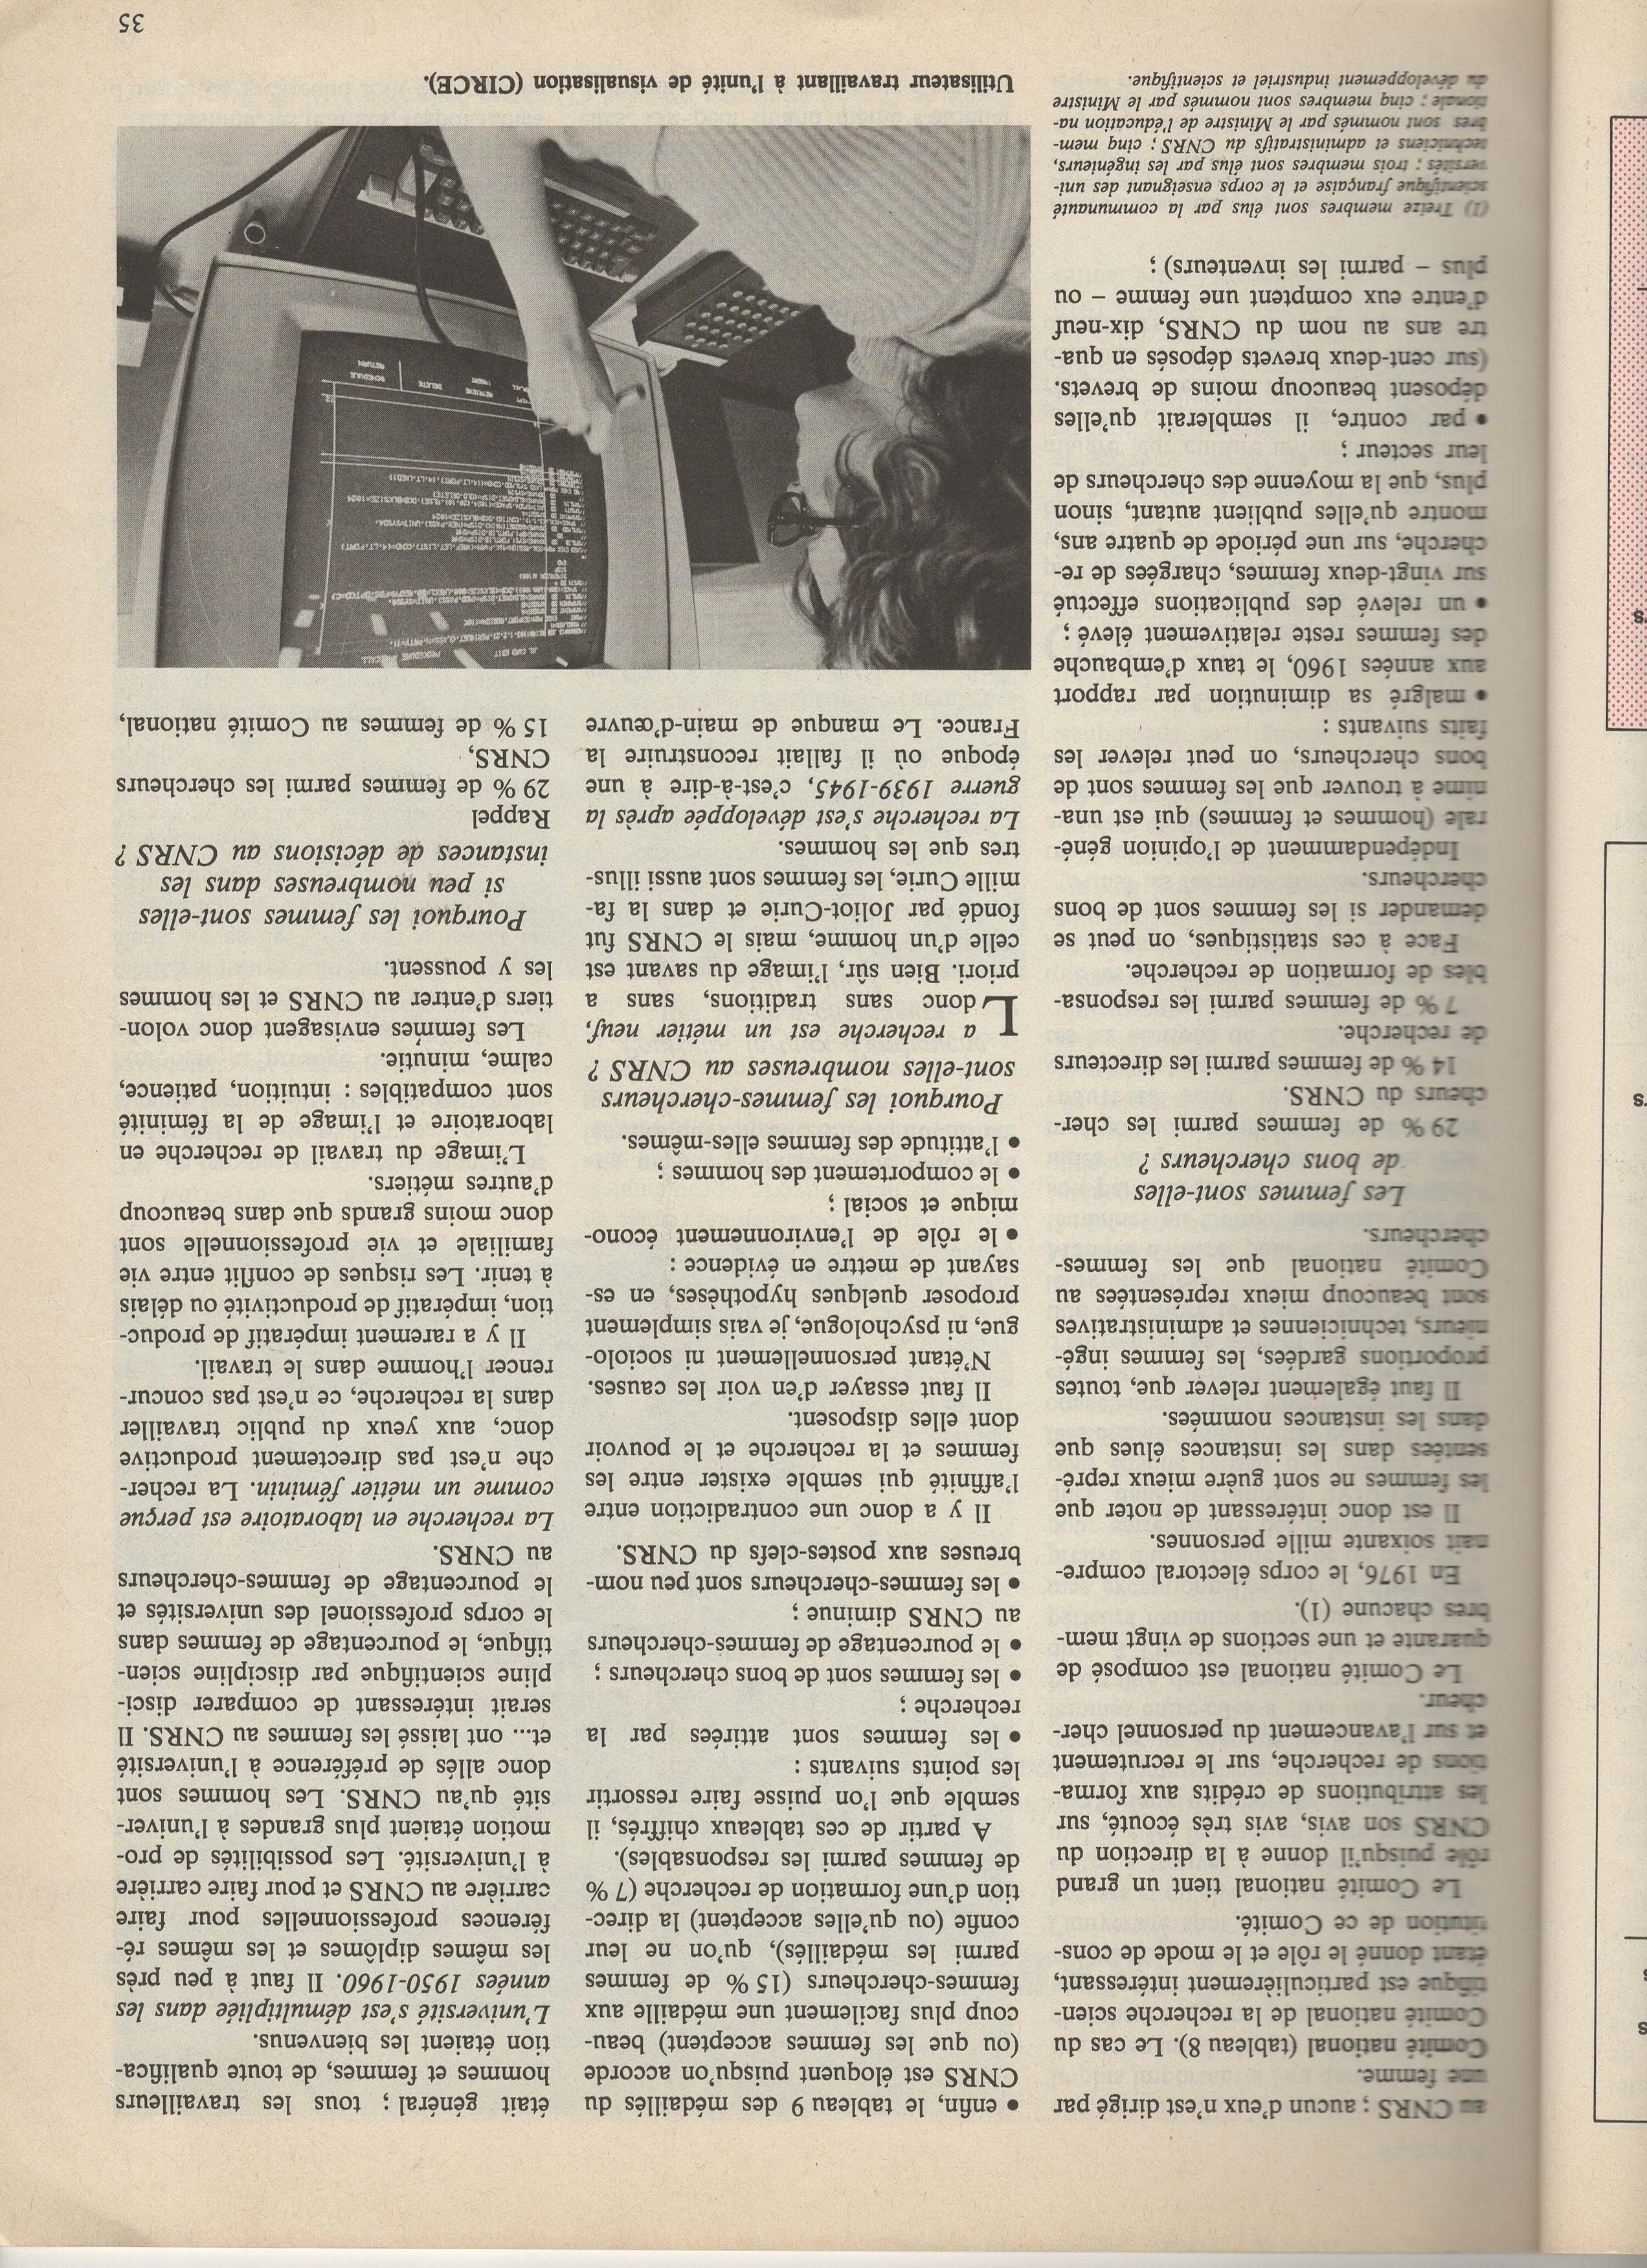 au CNRS ; aucun d'eux n'est dirigé par
une femme.
Comité national (tableau 8). Le cas du
Comité national de la recherche scien-
tifique est particulièrement intéressant,
étant donné le rôle et le mode de cons-
titution de ce Comité.
Le Comité national tient un grand
rôle puisqu'il donne à la direction du
CNRS son avis, avis très écouté, sur
les attributions de crédits aux forma-
tions de recherche, sur le recrutement
et sur l'avancement du personnel cher-
cheur.
Le Comité national est composé de
quarante et une sections de vingt mem-
bres chacune (1).
En 1976, le corps électoral compre-
nait soixante mille personnes.
Il est donc intéressant de noter que
les femmes ne sont guère mieux repré-
sentées dans les instances élues que
dans les instances nommées.
Il faut également relever que, toutes
proportions gardées, les femmes ingé-
nieurs, techniciennes et administratives
sont beaucoup mieux représentées au
Comité national que les femmes-
chercheurs.
Les femmes sont-elles
de bons chercheurs ?
29 % de femmes parmi les cher-
cheurs du CNRS.
14 % de femmes parmi les directeurs
de recherche.
7 % de femmes parmi les responsa-
bles de formation de recherche.
Face à ces statistiques, on peut se
demander si les femmes sont de bons
chercheurs.
Indépendamment de l'opinion géné-
rale (hommes et femmes) qui est una-
nime à trouver que les femmes sont de
bons chercheurs, on peut relever les
faits suivants :
• malgré sa diminution par rapport
aux années 1960, le taux d'embauche
des femmes reste relativement élevé ;
• un relevé des publications effectué
sur vingt-deux femmes, chargées de re-
cherche, sur une période de quatre ans,
montre qu'elles publient autant, sinon
plus, que la moyenne des chercheurs de
leur secteur ;
• par contre, il semblerait qu'elles
déposent beaucoup moins de brevets.
(sur cent-deux brevets déposés en qua-
tre ans au nom du CNRS, dix-neuf
d'entre eux comptent une femme – ou
plus – parmi les inventeurs) ;
(1) Treize membres sont élus par la communauté
scientifique française et le corps enseignant des uni-
versités ; trois membres sont élus par les ingénieurs,
techniciens et administratifs du CNRS ; cinq mem-
bres sont nommés par le Ministre de l'éducation na-
tionale ; cinq membres sont nommés par le Ministre
du développement industriel et scientifique.
• enfin, le tableau 9 des médaillés du
CNRS est éloquent puisqu'on accorde
(ou que les femmes acceptent) beau-
coup plus facilement une médaille aux
femmes-chercheurs (15 % de femmes
parmi les médaillés), qu'on ne leur
confie (ou qu'elles acceptent) la direc-
tion d'une formation de recherche (7 %
de femmes parmi les responsables).
A partir de ces tableaux chiffrés, il
semble que l'on puisse faire ressortir
les points suivants :
• les femmes sont attirées par la
recherche ;
• les femmes sont de bons chercheurs ;
• le pourcentage de femmes-chercheurs
au CNRS diminue ;
• les femmes-chercheurs sont peu nom-
breuses aux postes-clefs du CNRS.
Il y a donc une contradiction entre
l'affinité qui semble exister entre les
femmes et la recherche et le pouvoir
dont elles disposent.
Il faut essayer d'en voir les causes.
N'étant personnellement ni sociolo-
gue, ni psychologue, je vais simplement
proposer quelques hypothèses, en es-
sayant de mettre en évidence :
• le rôle de l'environnement écono-
mique et social ;
• le comportement des hommes ;
• l'attitude des femmes elles-mêmes.
Pourquoi les femmes-chercheurs
sont-elles nombreuses au CNRS ?
La recherche est un métier neuf,
donc sans traditions, sans a
priori. Bien sûr, l'image du savant est
celle d'un homme, mais le CNRS fut
fondé par Joliot-Curie et dans la fa-
mille Curie, les femmes sont aussi illus-
tres que les hommes.
La recherche s'est développée après la
guerre 1939-1945, c'est-à-dire à une
époque où il fallait reconstruire la
France. Le manque de main-d'œuvre
était général ; tous les travailleurs
hommes et femmes, de toute qualifica-
tion étaient les bienvenus.
L'université s'est démultipliée dans les
années 1950-1960. Il faut à peu près
les mêmes diplômes et les mêmes ré-
férences professionnelles pour faire
carrière au CNRS et pour faire carrière
à l'université. Les possibilités de pro-
motion étaient plus grandes à l'univer-
sité qu'au CNRS. Les hommes sont
donc allés de préférence à l'université
et... ont laissé les femmes au CNRS. Il
serait intéressant de comparer disci-
pline scientifique par discipline scien-
tifique, le pourcentage de femmes dans
le corps professionel des universités et
le pourcentage de femmes-chercheurs
au CNRS.
La recherche en laboratoire est perçue
comme un métier féminin. La recher-
che n'est pas directement productive
donc, aux yeux du public travailler
dans la recherche, ce n'est pas concur-
rencer l'homme dans le travail.
Il y a rarement impératif de produc-
tion, impératif de productivité ou délais
à tenir. Les risques de conflit entre vie
familiale et vie professionnelle sont
donc moins grands que dans beaucoup
d'autres métiers.
L'image du travail de recherche en
laboratoire et l'image de la féminité
sont compatibles : intuition, patience,
calme, minutie.
Les femmes envisagent donc volon-
tiers d'entrer au CNRS et les hommes
les y poussent.
Pourquoi les femmes sont-elles
si peu nombreuses dans les
instances de décisions au CNRS ?
Rappel
29 % de femmes parmi les chercheurs
CNRS,
15 % de femmes au Comité national,
Utilisateur travaillant à l'unité de visualisation (CIRCE).
35